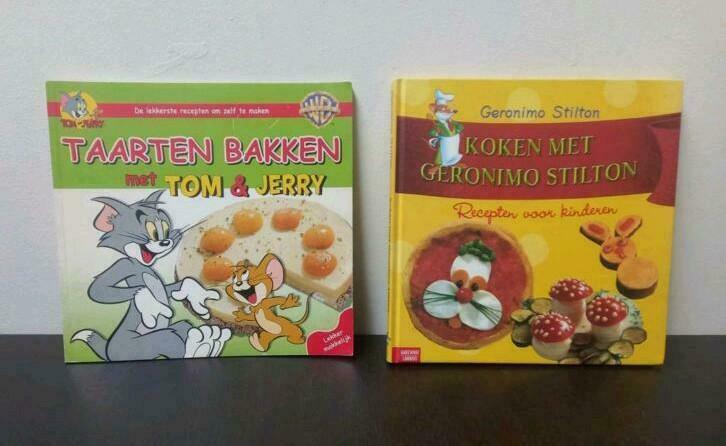 De lekkerste recepten om zelf te maken
TOM and JERRY
WB
TAARTEN BAKKEN
met TOM & JERRY
Lekker
makkelijk
Geronimo Stilton
KOKEN MET
GERONIMO STILTON
Recepten voor kinderen